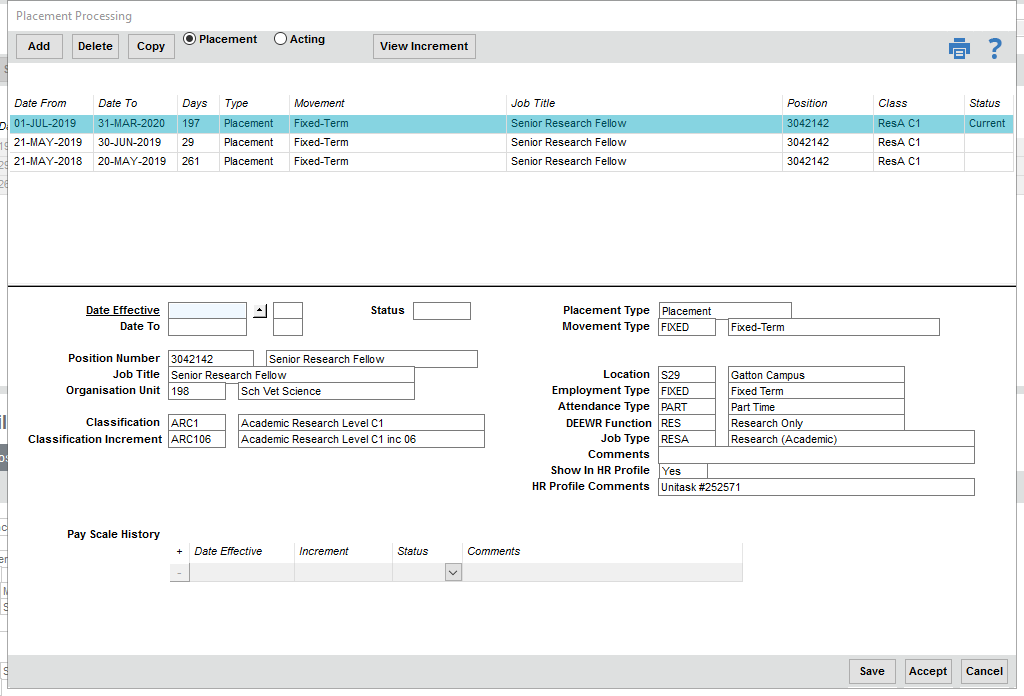 Placement Processing
Add Delete Copy Placement Acting View Increment ?
Date From Date To Days Type Movement Job Title Position Class Status
01-JUL-2019 31-MAR-2020 197 Placement Fixed-Term Senior Research Fellow 3042142 ResA C1 Current
21-MAY-2019 30-JUN-2019 29 Placement Fixed-Term Senior Research Fellow 3042142 ResA C1
21-MAY-2018 20-MAY-2019 261 Placement Fixed-Term Senior Research Fellow 3042142 ResA C1
Date Effective Status Placement Type Placement
Date To Movement Type FIXED Fixed-Term
Position Number 3042142 Senior Research Fellow
Job Title Senior Research Fellow Location S29 Gatton Campus
Organisation Unit 198 Sch Vet Science Employment Type FIXED Fixed Term
Attendance Type PART Part Time
Classification ARC1 Academic Research Level C1 DEEWR Function RES Research Only
Classification Increment ARC106 Academic Research Level C1 inc 06 Job Type RESA Research (Academic)
Comments
Show In HR Profile Yes
HR Profile Comments Unitask #252571
Pay Scale History
+ Date Effective Increment Status Comments
-
Save Accept Cancel